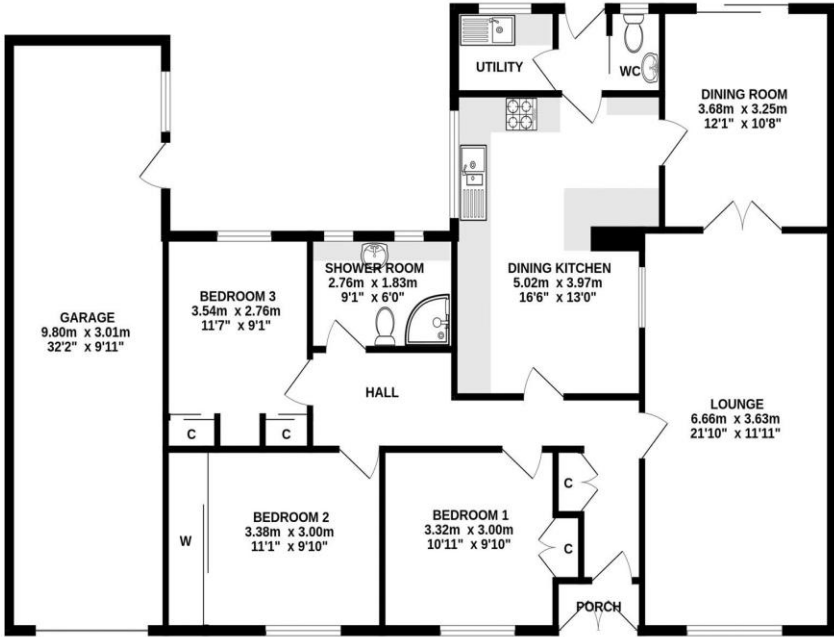 UTILITY
WC
DINING ROOM
3.68m x 3.25m
12'1" x 10'8"
SHOWER ROOM
2.76m x 1.83m
9'1" x 6'0"
DINING KITCHEN
5.02m x 3.97m
16'6" x 13'0"
BEDROOM 3
3.54m x 2.76m
11'7" x 9'1"
GARAGE
9.80m x 3.01m
32'2" x 9'11"
HALL
LOUNGE
6.66m x 3.63m
21'10" x 11'11"
C
C
C
W
BEDROOM 2
3.38m x 3.00m
11'1" x 9'10"
BEDROOM 1
3.32m x 3.00m
10'11" x 9'10"
C
PORCH